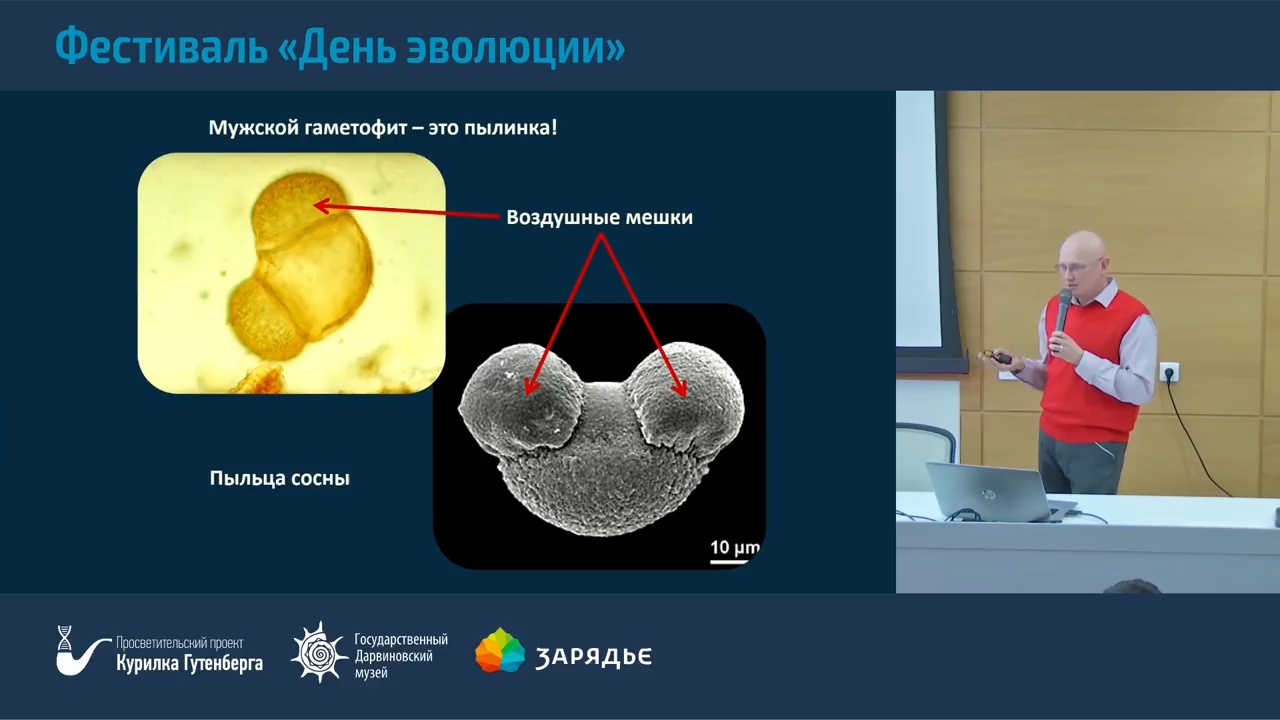 Фестиваль «День эволюции»
Мужской гаметофит – это пылинка!
Воздушные мешки
Пыльца сосны
10 µm
Просветительский проект
Курилка Гутенберга
Государственный
Дарвиновский
музей
ЗАРЯДЬЕ